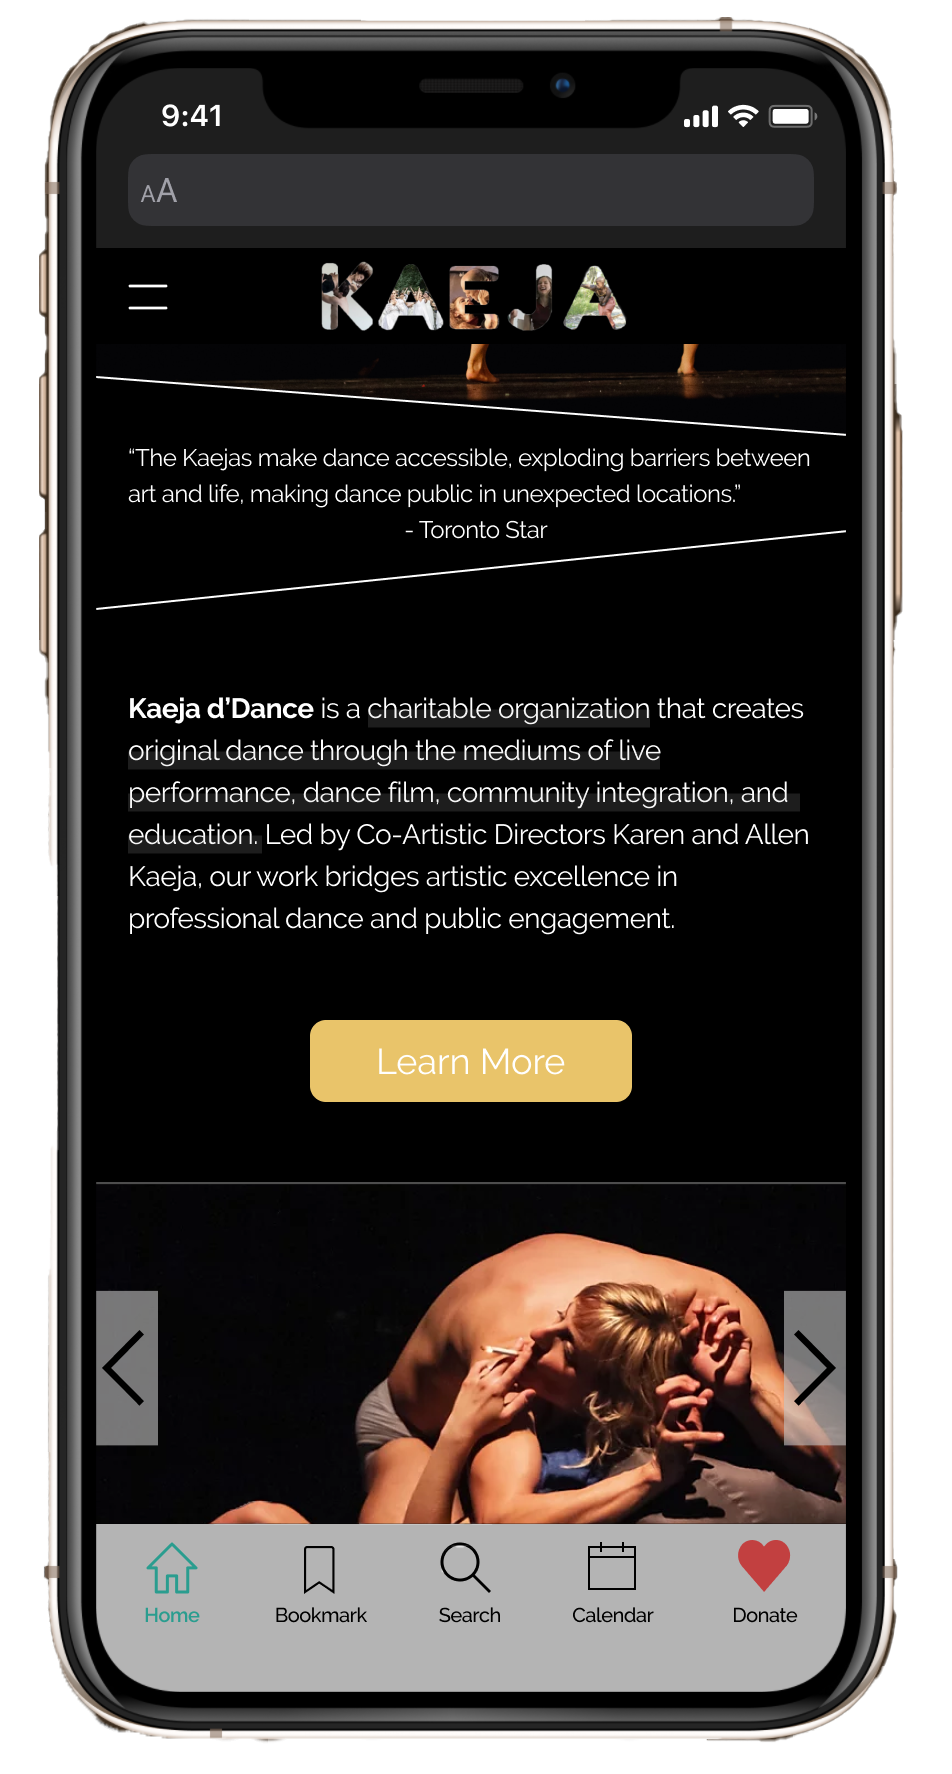 9:41
AA
KAEJA
“The Kaejas make dance accessible, exploding barriers between
art and life, making dance public in unexpected locations.”
- Toronto Star
Kaeja d’Dance is a charitable organization that creates
original dance through the mediums of live
performance, dance film, community integration, and
education. Led by Co-Artistic Directors Karen and Allen
Kaeja, our work bridges artistic excellence in
professional dance and public engagement.
Learn More
Home Bookmark Search Calendar Donate